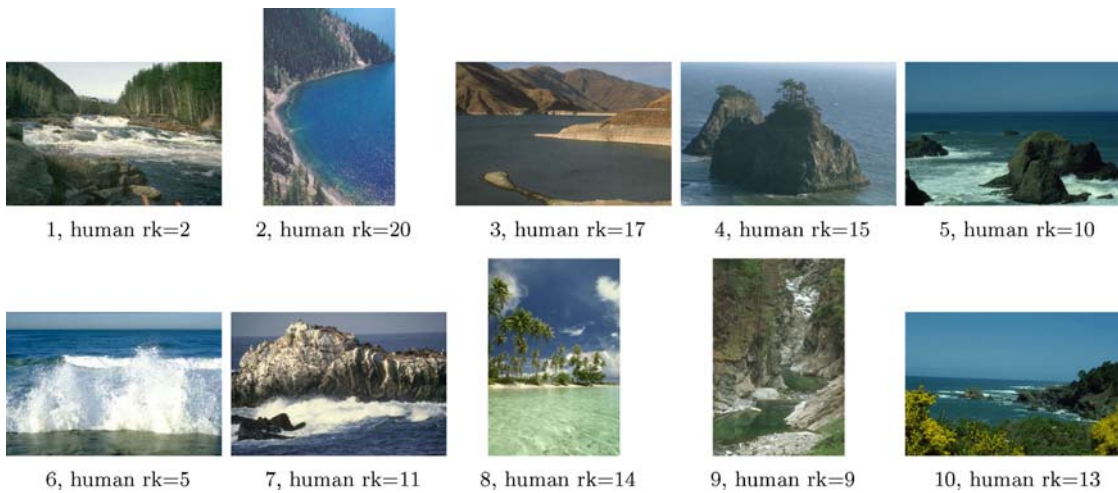 1, human rk=2
2, human rk=20
3, human rk=17
4, human rk=15
5, human rk=10
6, human rk=5
7, human rk=11
8, human rk=14
9, human rk=9
10, human rk=13